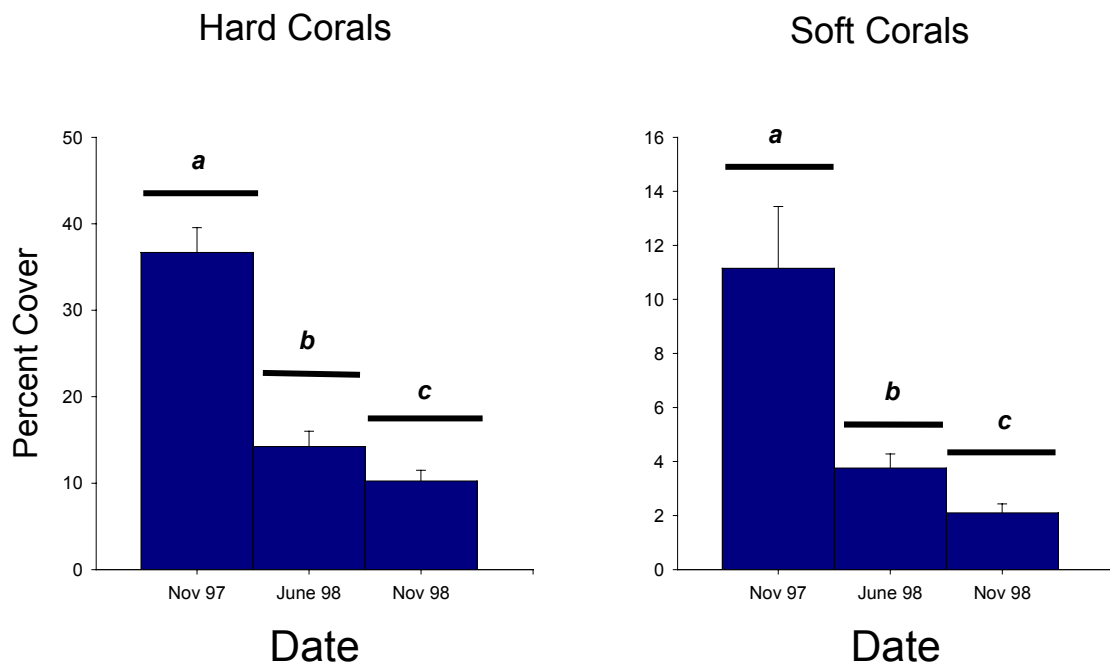 Hard Corals
Percent Cover
50
40
30
20
10
0
a
b
c
Nov 97 June 98 Nov 98
Date
Soft Corals
16
14
12
10
8
6
4
2
0
a
b
c
Nov 97 June 98 Nov 98
Date